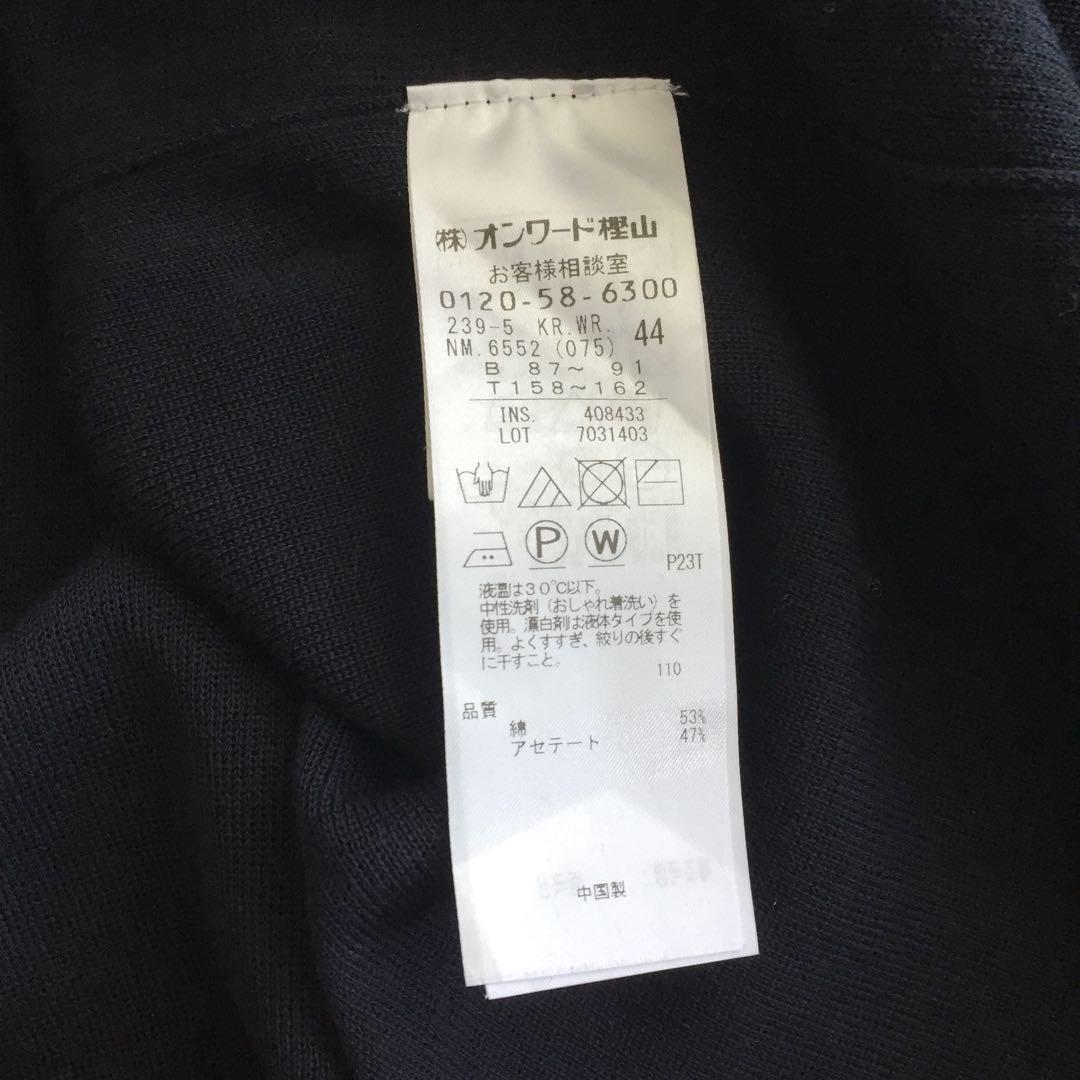 ㈱オンワード樫山
お客様相談室
0120-58-6300
239-5 KR.WR. 44
NM.6552 (075)
B 87～ 91
T158～162
INS. 408433
LOT 7031403
P W
P23T
液温は30℃以下。
中性洗剤（おしゃれ着洗い）を
使用。漂白剤は液体タイプを使
用。よくすすぎ、絞りの後すぐ
に干すこと。
110
品質
綿 53%
アセテート 47%
中国製